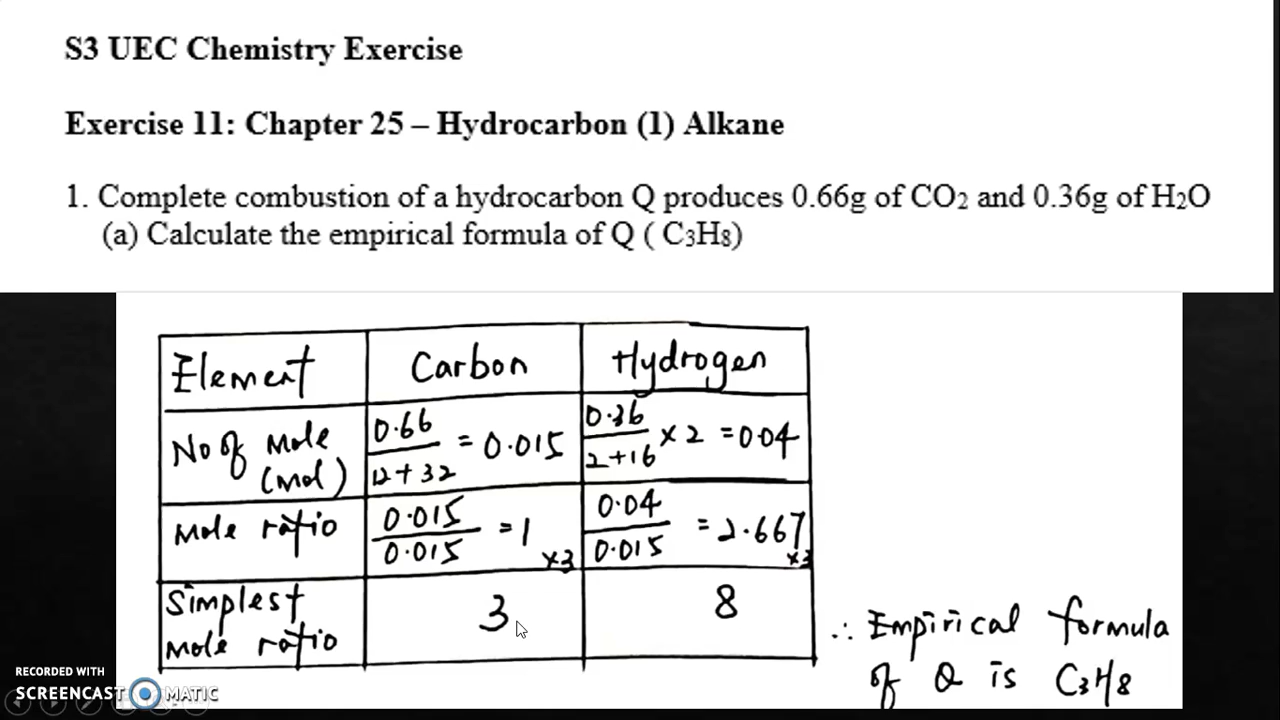 S3 UEC Chemistry Exercise
Exercise 11: Chapter 25 – Hydrocarbon (1) Alkane
1. Complete combustion of a hydrocarbon Q produces 0.66g of CO₂ and 0.36g of H₂O
(a) Calculate the empirical formula of Q ( C₃H₈)
Element Carbon Hydrogen
No of mole (mol) 0.66/12+32 = 0.015 0.36/2+16 × 2 = 0.04
Mole ratio 0.015/0.015 = 1 ×3 0.04/0.015 = 2.667 ×3
Simplest mole ratio 3 8
∴ Empirical formula
of Q is C₃H₈
RECORDED WITH
SCREENCAST MATIC